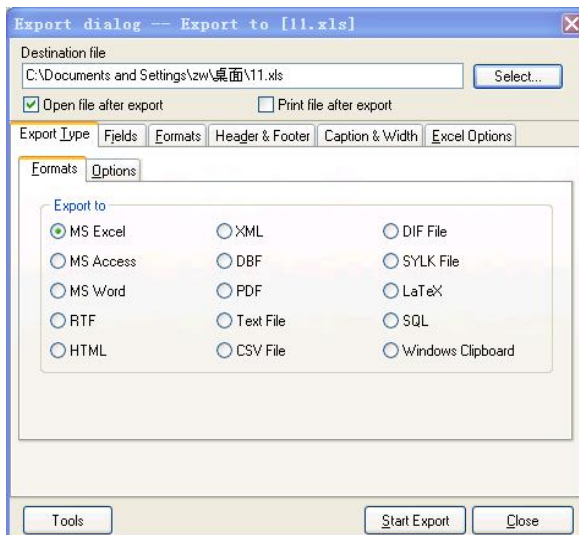 Export dialog -- Export to [11.xls]
Destination file
C:\Documents and Settings\zw\桌面\11.xls
Select...
Open file after export
Print file after export
Export Type
Fields
Formats
Header & Footer
Caption & Width
Excel Options
Formats
Options
Export to
MS Excel
XML
DIF File
MS Access
DBF
SYLK File
MS Word
PDF
LaTeX
RTF
Text File
SQL
HTML
CSV File
Windows Clipboard
Tools
Start Export
Close